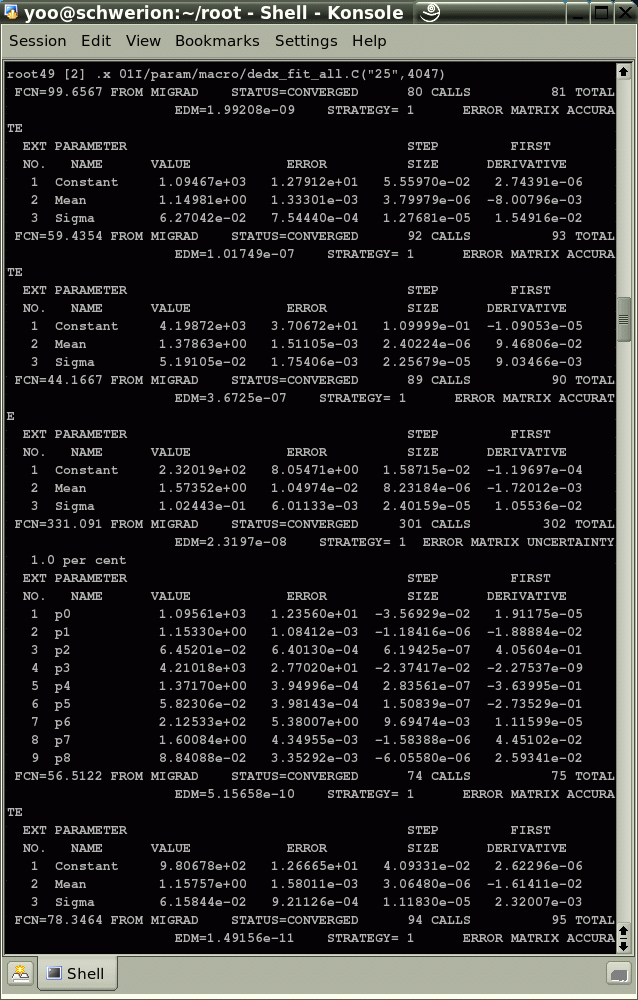 yoo@schwerion:~/root - Shell - Konsole
Session Edit View Bookmarks Settings Help
root49 [2] .x 01I/param/macro/dedx_fit_all.C("25",4047)
FCN=99.6567 FROM MIGRAD STATUS=CONVERGED 80 CALLS 81 TOTAL
EDM=1.99208e-09 STRATEGY= 1 ERROR MATRIX ACCURA
TE
EXT PARAMETER STEP FIRST
NO. NAME VALUE ERROR SIZE DERIVATIVE
1 Constant 1.09467e+03 1.27912e+01 5.55970e-02 2.74391e-06
2 Mean 1.14981e+00 1.33301e-03 3.79979e-06 -8.00796e-03
3 Sigma 6.27042e-02 7.54440e-04 1.27681e-05 1.54916e-02
FCN=59.4354 FROM MIGRAD STATUS=CONVERGED 92 CALLS 93 TOTAL
EDM=1.01749e-07 STRATEGY= 1 ERROR MATRIX ACCURA
TE
EXT PARAMETER STEP FIRST
NO. NAME VALUE ERROR SIZE DERIVATIVE
1 Constant 4.19872e+03 3.70672e+01 1.09999e-01 -1.09053e-05
2 Mean 1.37863e+00 1.51105e-03 2.40224e-06 9.46806e-02
3 Sigma 5.19105e-02 1.75406e-03 2.25679e-05 9.03466e-03
FCN=44.1667 FROM MIGRAD STATUS=CONVERGED 89 CALLS 90 TOTAL
EDM=3.6725e-07 STRATEGY= 1 ERROR MATRIX ACCURAT
E
EXT PARAMETER STEP FIRST
NO. NAME VALUE ERROR SIZE DERIVATIVE
1 Constant 2.32019e+02 8.05471e+00 1.58715e-02 -1.19697e-04
2 Mean 1.57352e+00 1.04974e-02 8.23184e-06 -1.72012e-03
3 Sigma 1.02443e-01 6.01133e-03 2.40159e-05 1.05536e-02
FCN=331.091 FROM MIGRAD STATUS=CONVERGED 301 CALLS 302 TOTAL
EDM=2.3197e-08 STRATEGY= 1 ERROR MATRIX UNCERTAINTY
1.0 per cent
EXT PARAMETER STEP FIRST
NO. NAME VALUE ERROR SIZE DERIVATIVE
1 p0 1.09561e+03 1.23560e+01 -3.56929e-02 1.91175e-05
2 p1 1.15330e+00 1.08412e-03 -1.18416e-06 -1.88884e-02
3 p2 6.45201e-02 6.40130e-04 6.19425e-07 4.05604e-01
4 p3 4.21018e+03 2.77020e+01 -2.37417e-02 -2.27537e-09
5 p4 1.37170e+00 3.94996e-04 2.83561e-07 -3.63995e-01
6 p5 5.82306e-02 3.98143e-04 1.50839e-07 -2.73529e-01
7 p6 2.12533e+02 5.38007e+00 9.69474e-03 1.11599e-05
8 p7 1.60084e+00 4.34955e-03 -1.58388e-06 4.45102e-02
9 p8 8.84088e-02 3.35292e-03 -6.05580e-06 2.59341e-02
FCN=56.5122 FROM MIGRAD STATUS=CONVERGED 74 CALLS 75 TOTAL
EDM=5.15658e-10 STRATEGY= 1 ERROR MATRIX ACCURA
TE
EXT PARAMETER STEP FIRST
NO. NAME VALUE ERROR SIZE DERIVATIVE
1 Constant 9.80678e+02 1.26665e+01 4.09331e-02 2.62296e-06
2 Mean 1.15757e+00 1.58011e-03 3.06480e-06 -1.61411e-02
3 Sigma 6.15844e-02 9.21126e-04 1.11830e-05 2.32007e-03
FCN=78.3464 FROM MIGRAD STATUS=CONVERGED 94 CALLS 95 TOTAL
EDM=1.49156e-11 STRATEGY= 1 ERROR MATRIX ACCURA
Shell